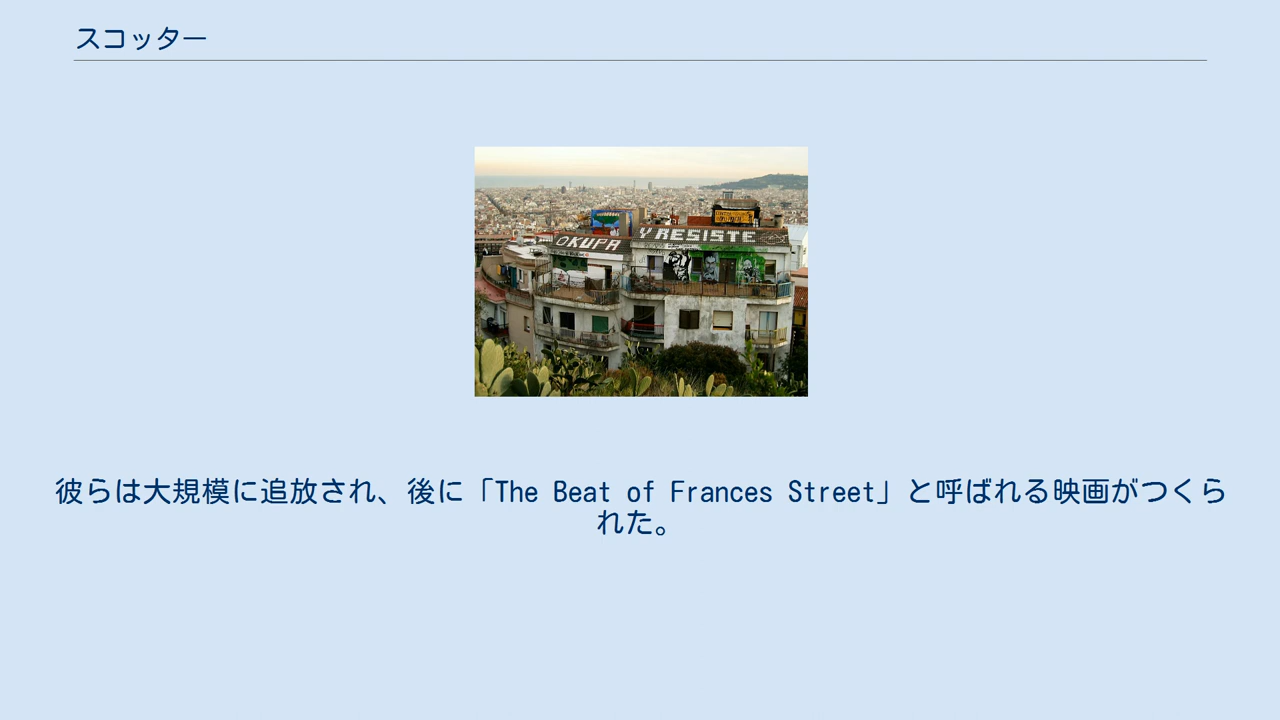 スコッター
OKUPA Y RESISTE
彼らは大規模に追放され、後に「The Beat of Frances Street」と呼ばれる映画がつくら
れた。